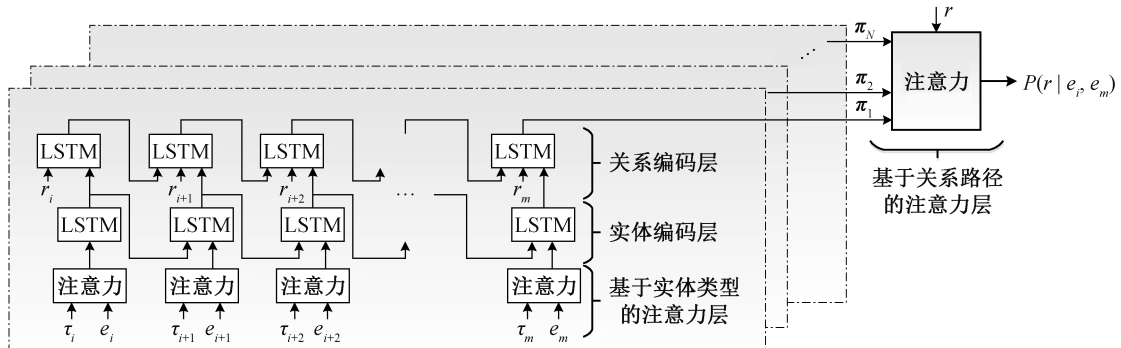 π_N
r
…
注意力
π_2
P(r | e_i, e_m)
π_1
LSTM LSTM LSTM LSTM
关系编码层
r_i r_{i+1} r_{i+2} … r_m
基于关系路径
的注意力层
LSTM LSTM LSTM LSTM
实体编码层
注意力 注意力 注意力 注意力
基于实体类型
的注意力层
τ_i e_i τ_{i+1} e_{i+1} τ_{i+2} e_{i+2} τ_m e_m